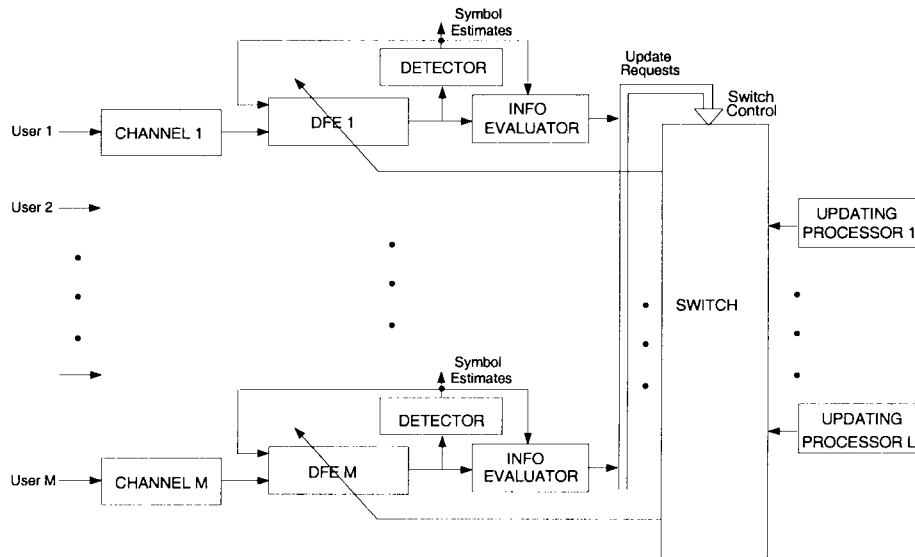 Symbol
Estimates
DETECTOR
Update
Requests
Switch
Control
User 1
CHANNEL 1
DFE 1
INFO
EVALUATOR
User 2
UPDATING
PROCESSOR 1
SWITCH
Symbol
Estimates
DETECTOR
UPDATING
PROCESSOR L
User M
CHANNEL M
DFE M
INFO
EVALUATOR